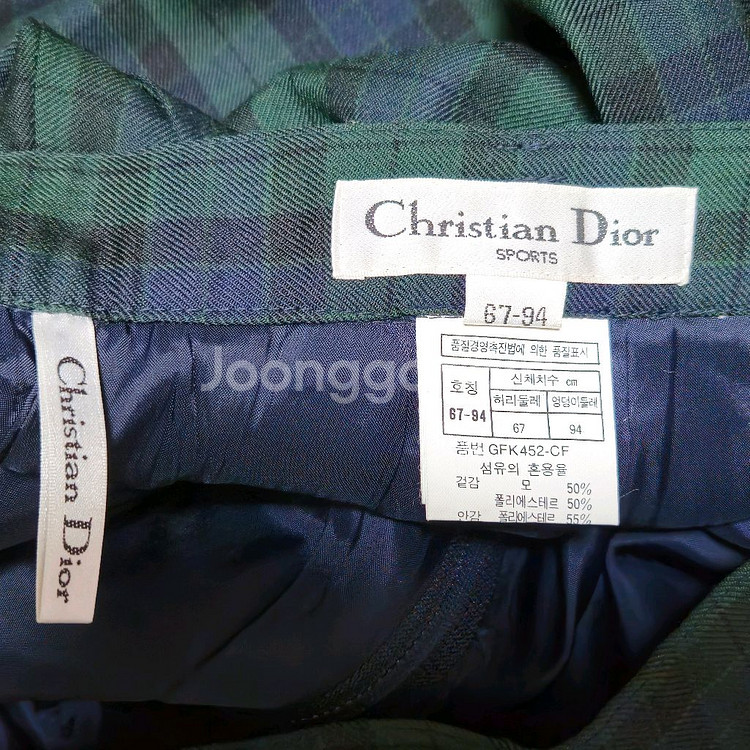 Christian Dior
SPORTS
67-94
품질경영촉진법에 의한 품질표시
호칭 신체치수 cm
67-94 허리둘레 엉덩이둘레
67 94
품번 GFK452-CF
섬유의 혼용율
겉감 모 50%
폴리에스테르 50%
안감 폴리에스테르 55%
Christian Dior